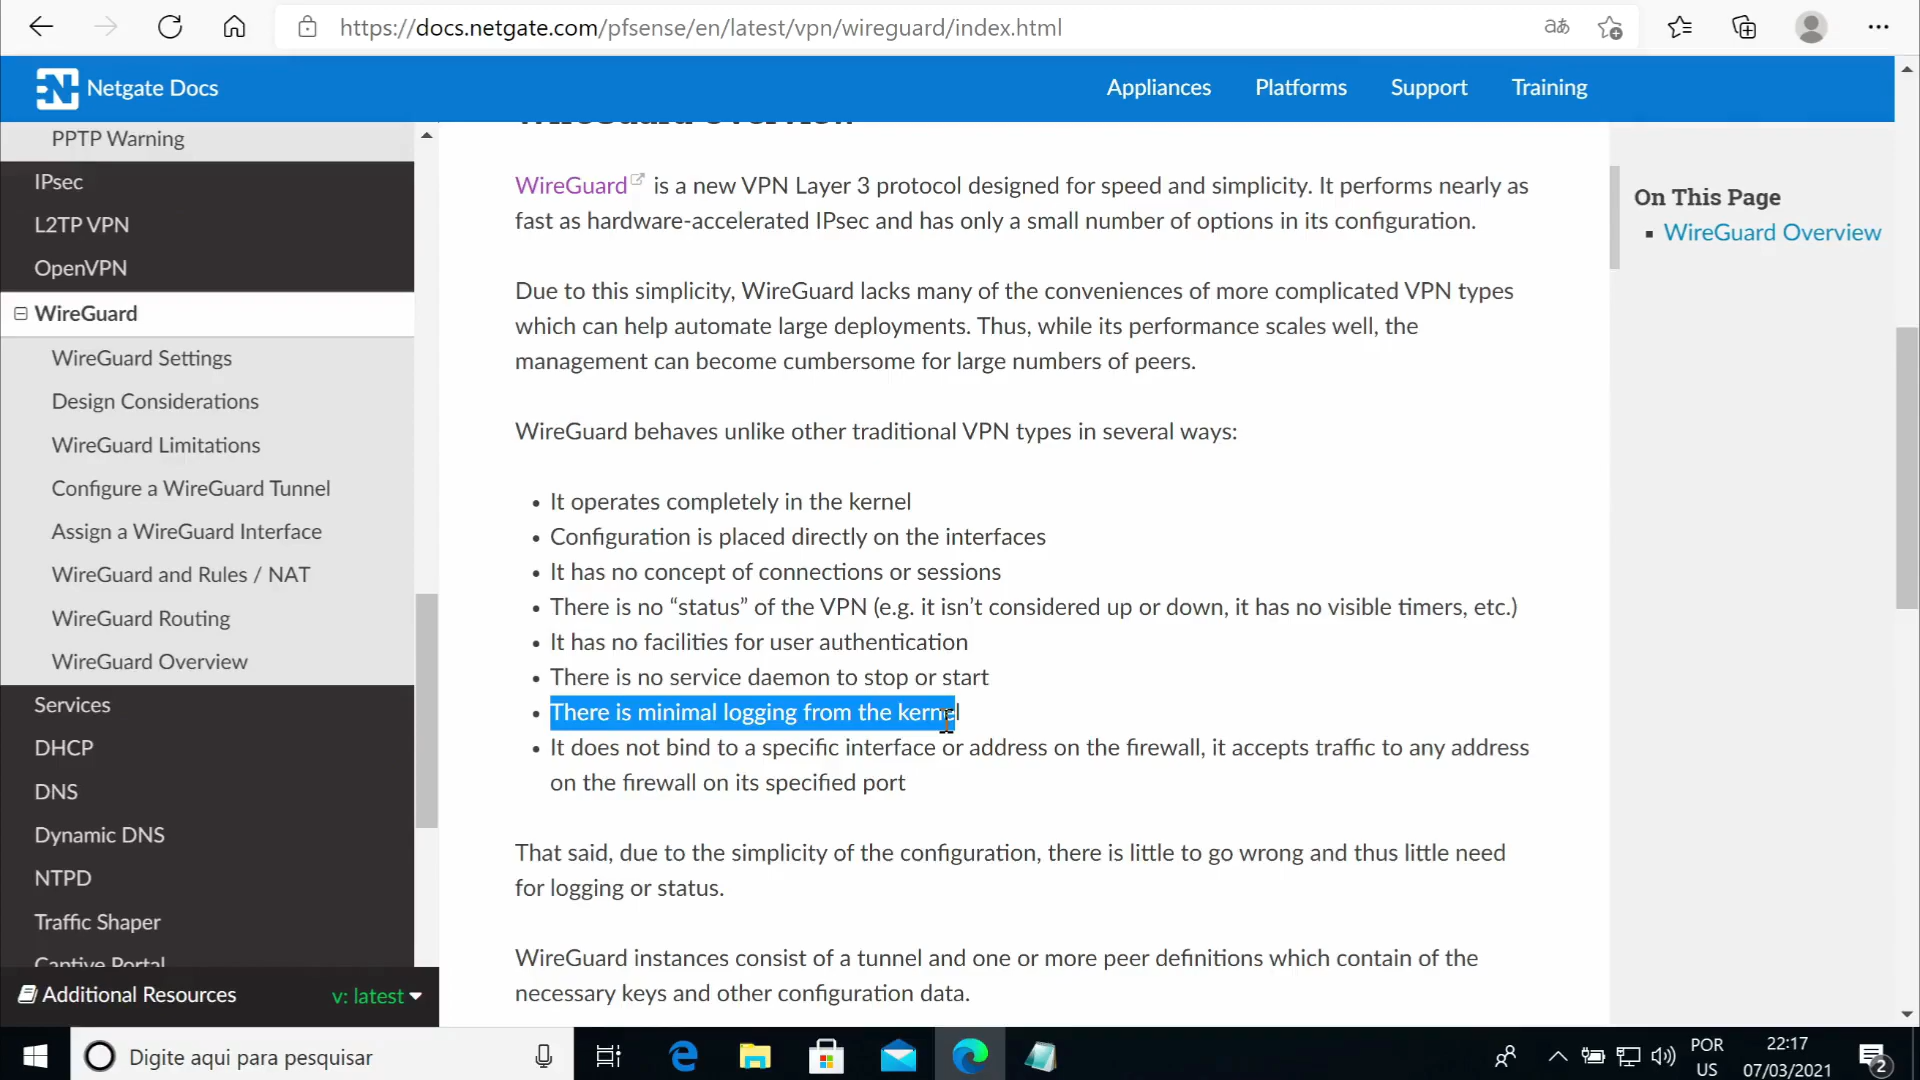 https://docs.netgate.com/pfsense/en/latest/vpn/wireguard/index.html
Netgate Docs
Appliances
Platforms
Support
Training
PPTP Warning
IPsec
L2TP VPN
OpenVPN
WireGuard
WireGuard Settings
Design Considerations
WireGuard Limitations
Configure a WireGuard Tunnel
Assign a WireGuard Interface
WireGuard and Rules / NAT
WireGuard Routing
WireGuard Overview
Services
DHCP
DNS
Dynamic DNS
NTPD
Traffic Shaper
Captive Portal
Additional Resources
v: latest
WireGuard Overview
WireGuard is a new VPN Layer 3 protocol designed for speed and simplicity. It performs nearly as
fast as hardware-accelerated IPsec and has only a small number of options in its configuration.
Due to this simplicity, WireGuard lacks many of the conveniences of more complicated VPN types
which can help automate large deployments. Thus, while its performance scales well, the
management can become cumbersome for large numbers of peers.
WireGuard behaves unlike other traditional VPN types in several ways:
• It operates completely in the kernel
• Configuration is placed directly on the interfaces
• It has no concept of connections or sessions
• There is no “status” of the VPN (e.g. it isn’t considered up or down, it has no visible timers, etc.)
• It has no facilities for user authentication
• There is no service daemon to stop or start
• There is minimal logging from the kernel
• It does not bind to a specific interface or address on the firewall, it accepts traffic to any address
on the firewall on its specified port
That said, due to the simplicity of the configuration, there is little to go wrong and thus little need
for logging or status.
WireGuard instances consist of a tunnel and one or more peer definitions which contain of the
necessary keys and other configuration data.
On This Page
▪ WireGuard Overview
Digite aqui para pesquisar
POR
US
22:17
07/03/2021
2